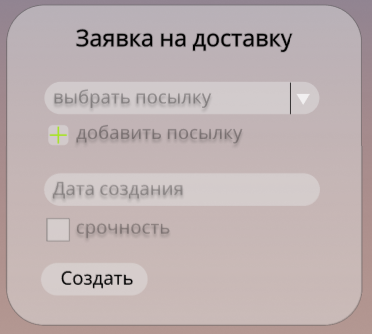 Заявка на доставку
выбрать посылку
добавить посылку
Дата создания
срочность
Создать